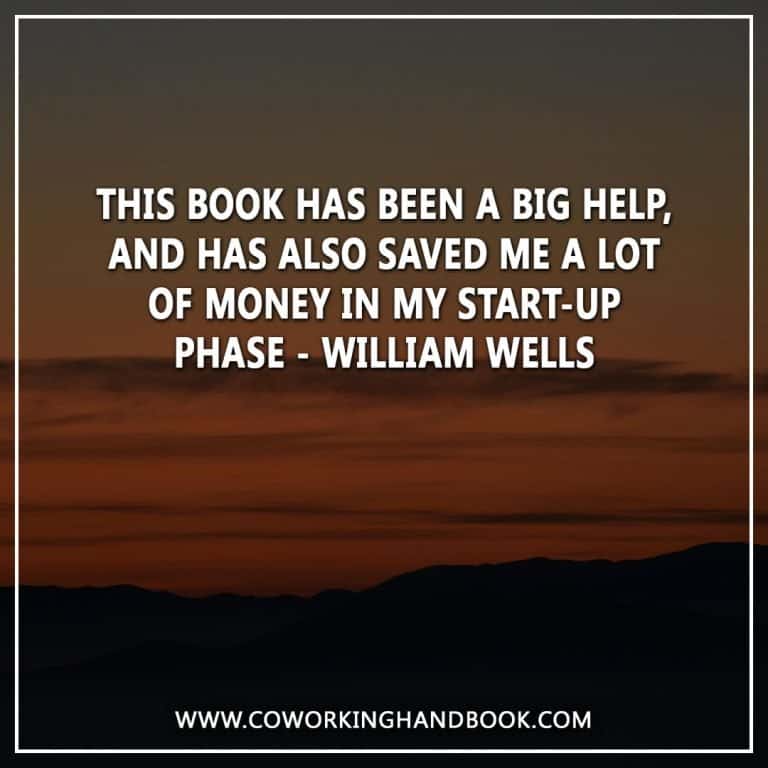 THIS BOOK HAS BEEN A BIG HELP,
AND HAS ALSO SAVED ME A LOT
OF MONEY IN MY START-UP
PHASE - WILLIAM WELLS
WWW.COWORKINGHANDBOOK.COM